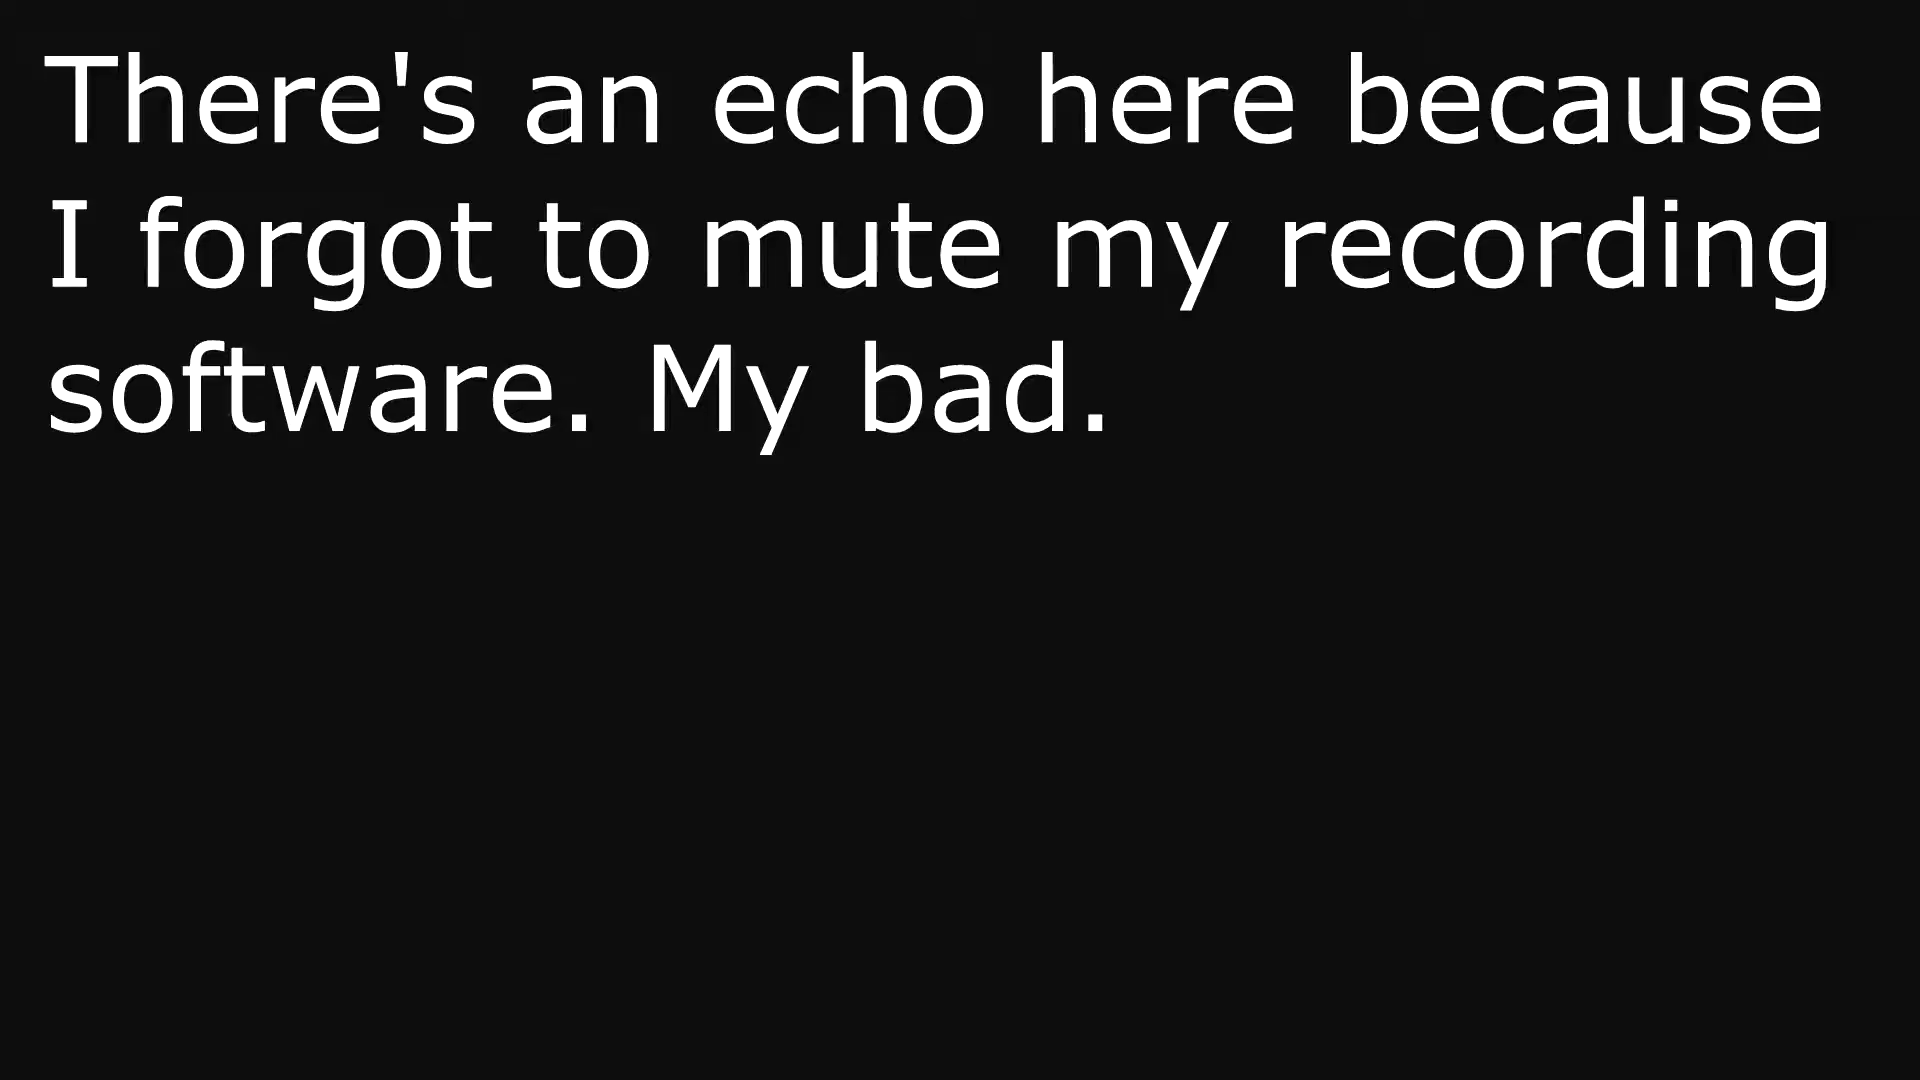 There's an echo here because
I forgot to mute my recording
software. My bad.